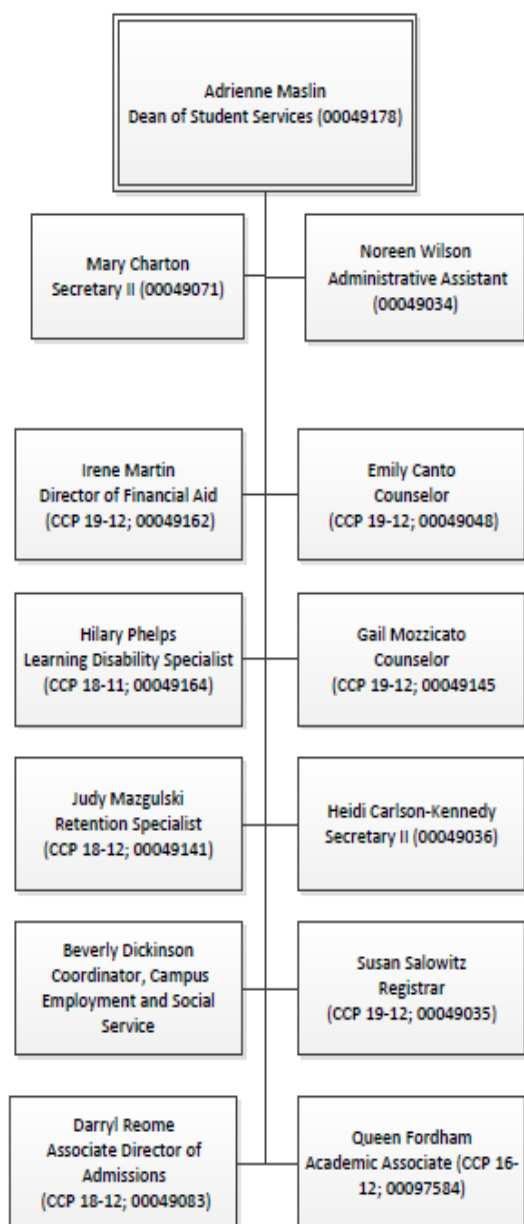 Adrienne Maslin
Dean of Student Services (00049178)
Mary Charton
Secretary II (00049071)
Noreen Wilson
Administrative Assistant
(00049034)
Irene Martin
Director of Financial Aid
(CCP 19-12; 00049162)
Emily Canto
Counselor
(CCP 19-12; 00049048)
Hilary Phelps
Learning Disability Specialist
(CCP 18-11; 00049164)
Gail Mozzicato
Counselor
(CCP 19-12; 00049145
Judy Mazgulski
Retention Specialist
(CCP 18-12; 00049141)
Heidi Carlson-Kennedy
Secretary II (00049036)
Beverly Dickinson
Coordinator, Campus
Employment and Social
Service
Susan Salowitz
Registrar
(CCP 19-12; 00049035)
Darryl Reome
Associate Director of
Admissions
(CCP 18-12; 00049083)
Queen Fordham
Academic Associate (CCP 16-
12; 00097584)